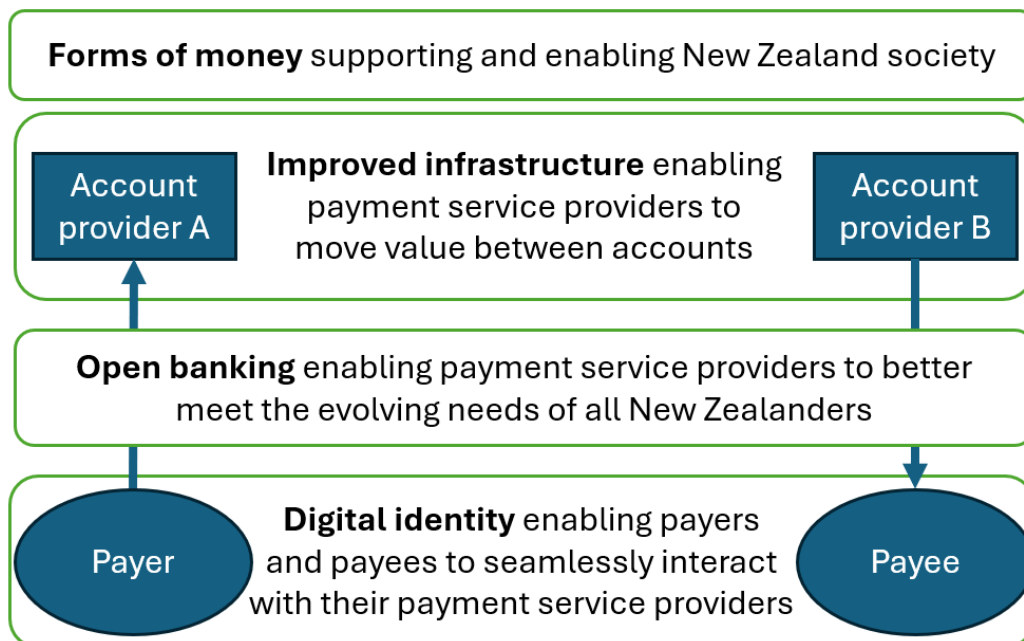 Forms of money supporting and enabling New Zealand society
Account
provider A
Improved infrastructure enabling
payment service providers to
move value between accounts
Account
provider B
Open banking enabling payment service providers to better
meet the evolving needs of all New Zealanders
Payer
Digital identity enabling payers
and payees to seamlessly interact
with their payment service providers
Payee